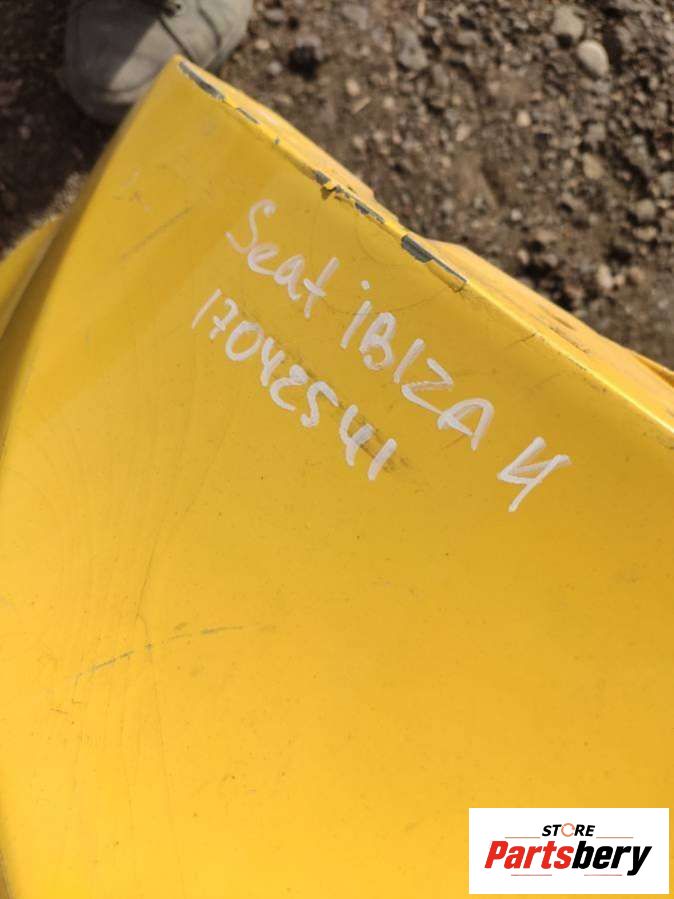 Seat iBIZA 4
17042541
STORE
Partsbery